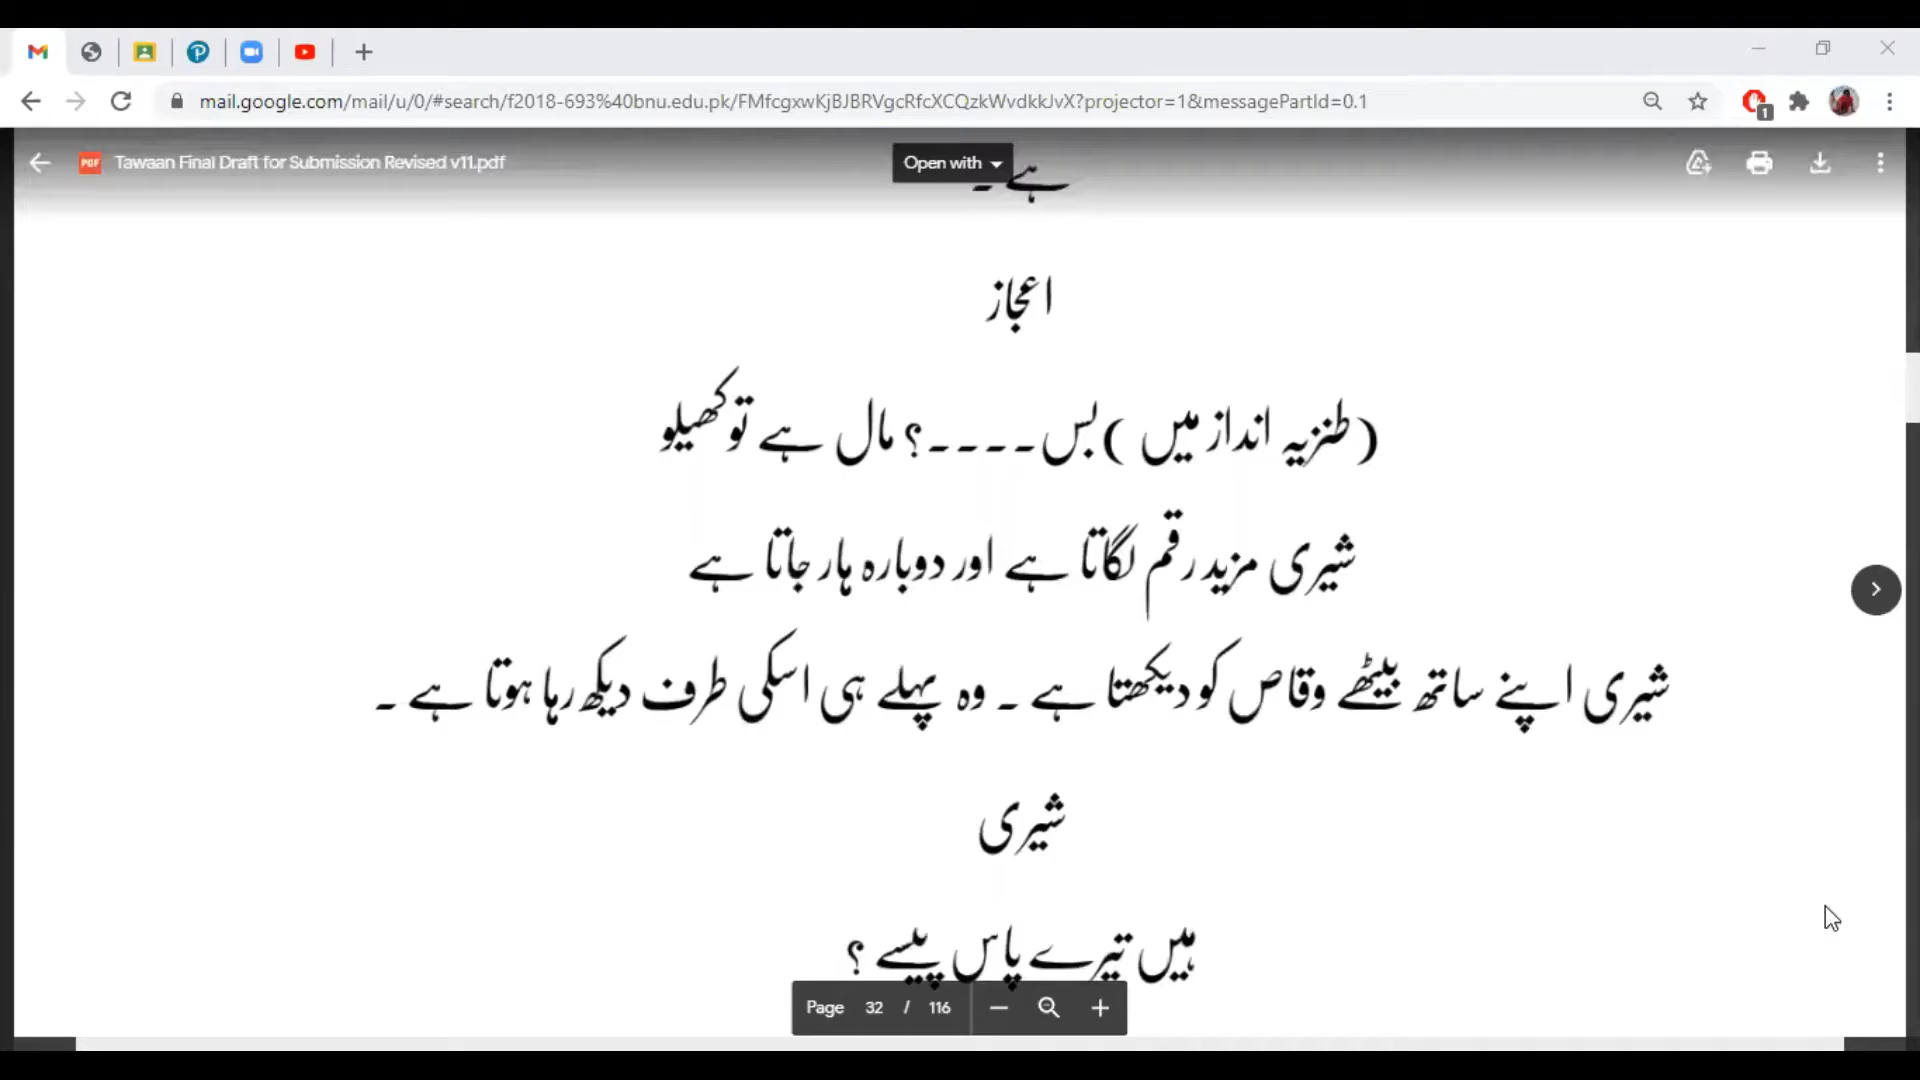 mail.google.com/mail/u/0/#search/f2018-693%40bnu.edu.pk/FMfcgxwKjBJBRVgcRfcXCQzkWvdkkJvX?projector=1&messagePartId=0.1
1
PDF Tawaan Final Draft for Submission Revised v11.pdf
Open with
ہے ۔
اعجاز
(طنزیہ انداز میں) بس۔۔۔۔؟ مال ہے تو کھیلو
شیری مزید رقم لگاتا ہے اور دوبارہ ہار جاتا ہے
شیری اپنے ساتھ بیٹھے وقاص کو دیکھتا ہے ۔ وہ پہلے ہی اسکی طرف دیکھ رہا ہوتا ہے ۔
شیری
ہیں تیرے پاس پیسے ؟
Page 32 / 116